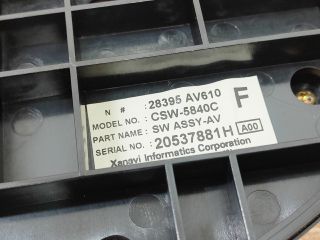 N #: 28395 AV610
MODEL NO.: CSW-5840C
PART NAME: SW ASSY-AV
SERIAL NO.: 20537881H A00
Xanavi Informatics Corporation
F